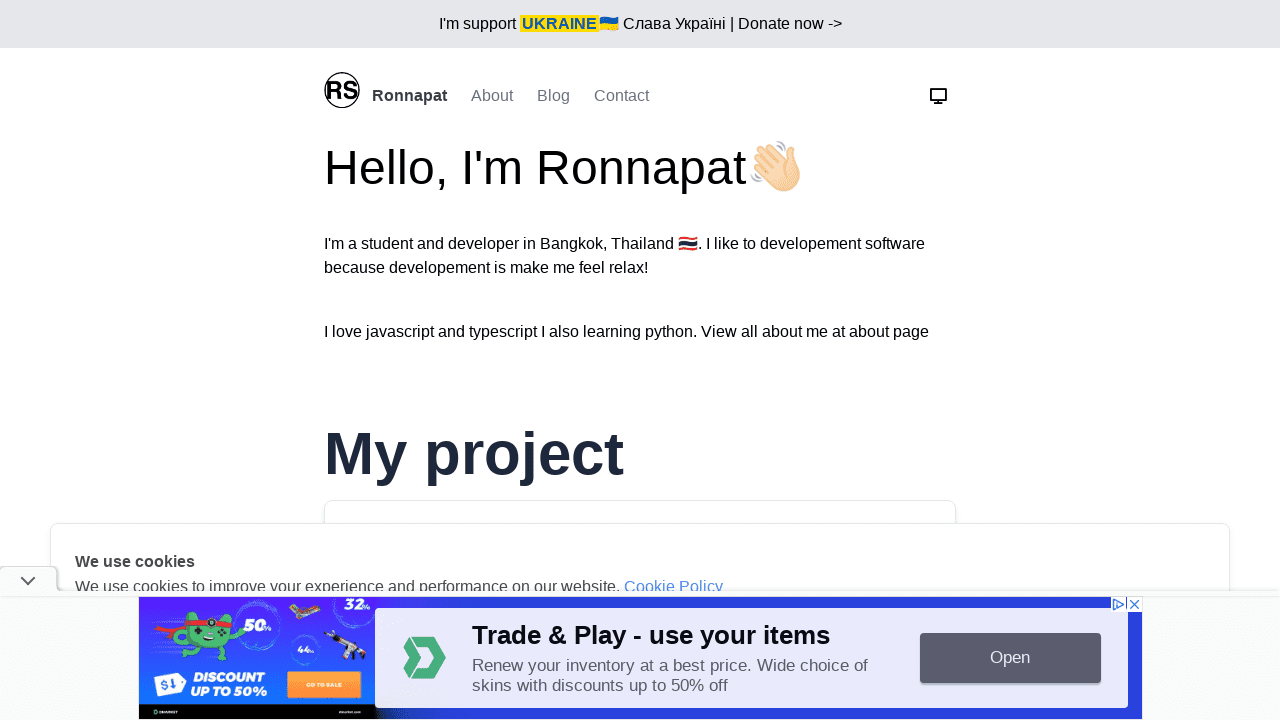 I'm support UKRAINE🇺🇦 Слава Україні | Donate now ->
RS
Ronnapat About Blog Contact
Hello, I'm Ronnapat👋🏻
I'm a student and developer in Bangkok, Thailand 🇹🇭. I like to developement software
because developement is make me feel relax!
I love javascript and typescript I also learning python. View all about me at about page
My project
We use cookies
We use cookies to improve your experience and performance on our website. Cookie Policy
50%
32%
44%
DISCOUNT
UP TO 50%
GO TO SALE
DMARKET
dmarket.com
Trade & Play - use your items
Renew your inventory at a best price. Wide choice of
skins with discounts up to 50% off
Open